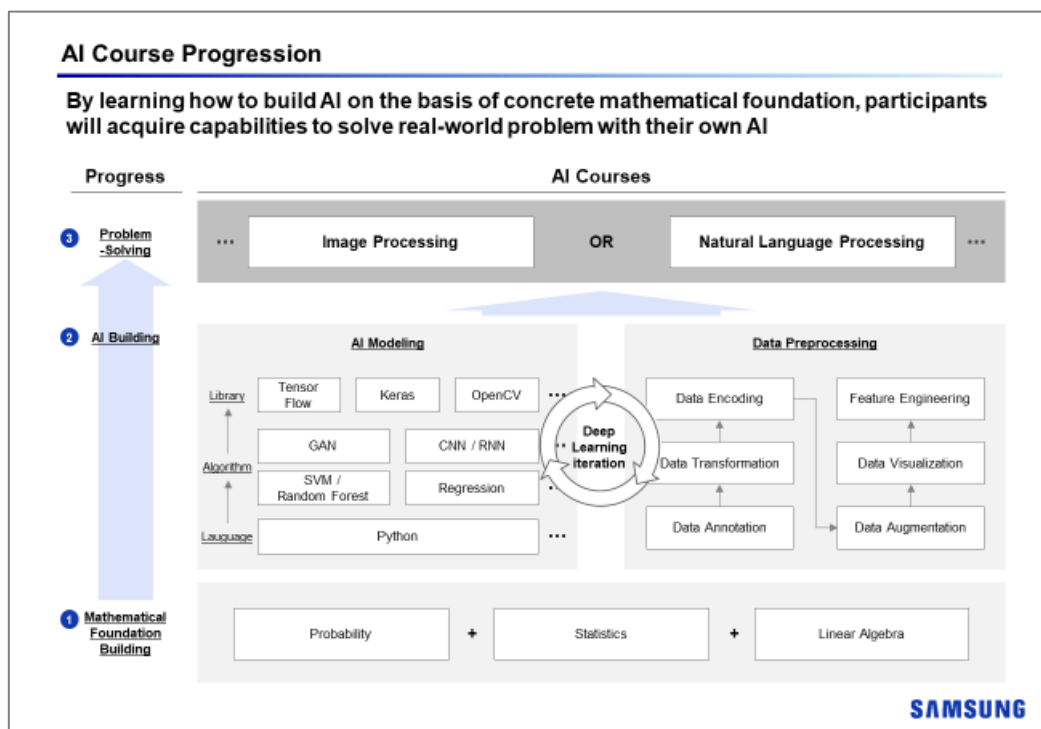 AI Course Progression
By learning how to build AI on the basis of concrete mathematical foundation, participants
will acquire capabilities to solve real-world problem with their own AI
Progress
AI Courses
3
Problem
-Solving
...
Image Processing
OR
Natural Language Processing
...
2
AI Building
AI Modeling
Library
Tensor
Flow
Keras
OpenCV
...
Algorithm
GAN
CNN / RNN
..
SVM /
Random Forest
Regression
...
Lauguage
Python
...
Deep
Learning
iteration
Data Preprocessing
Data Encoding
Feature Engineering
Data Transformation
Data Visualization
Data Annotation
Data Augmentation
1
Mathematical
Foundation
Building
Probability
+
Statistics
+
Linear Algebra
SAMSUNG